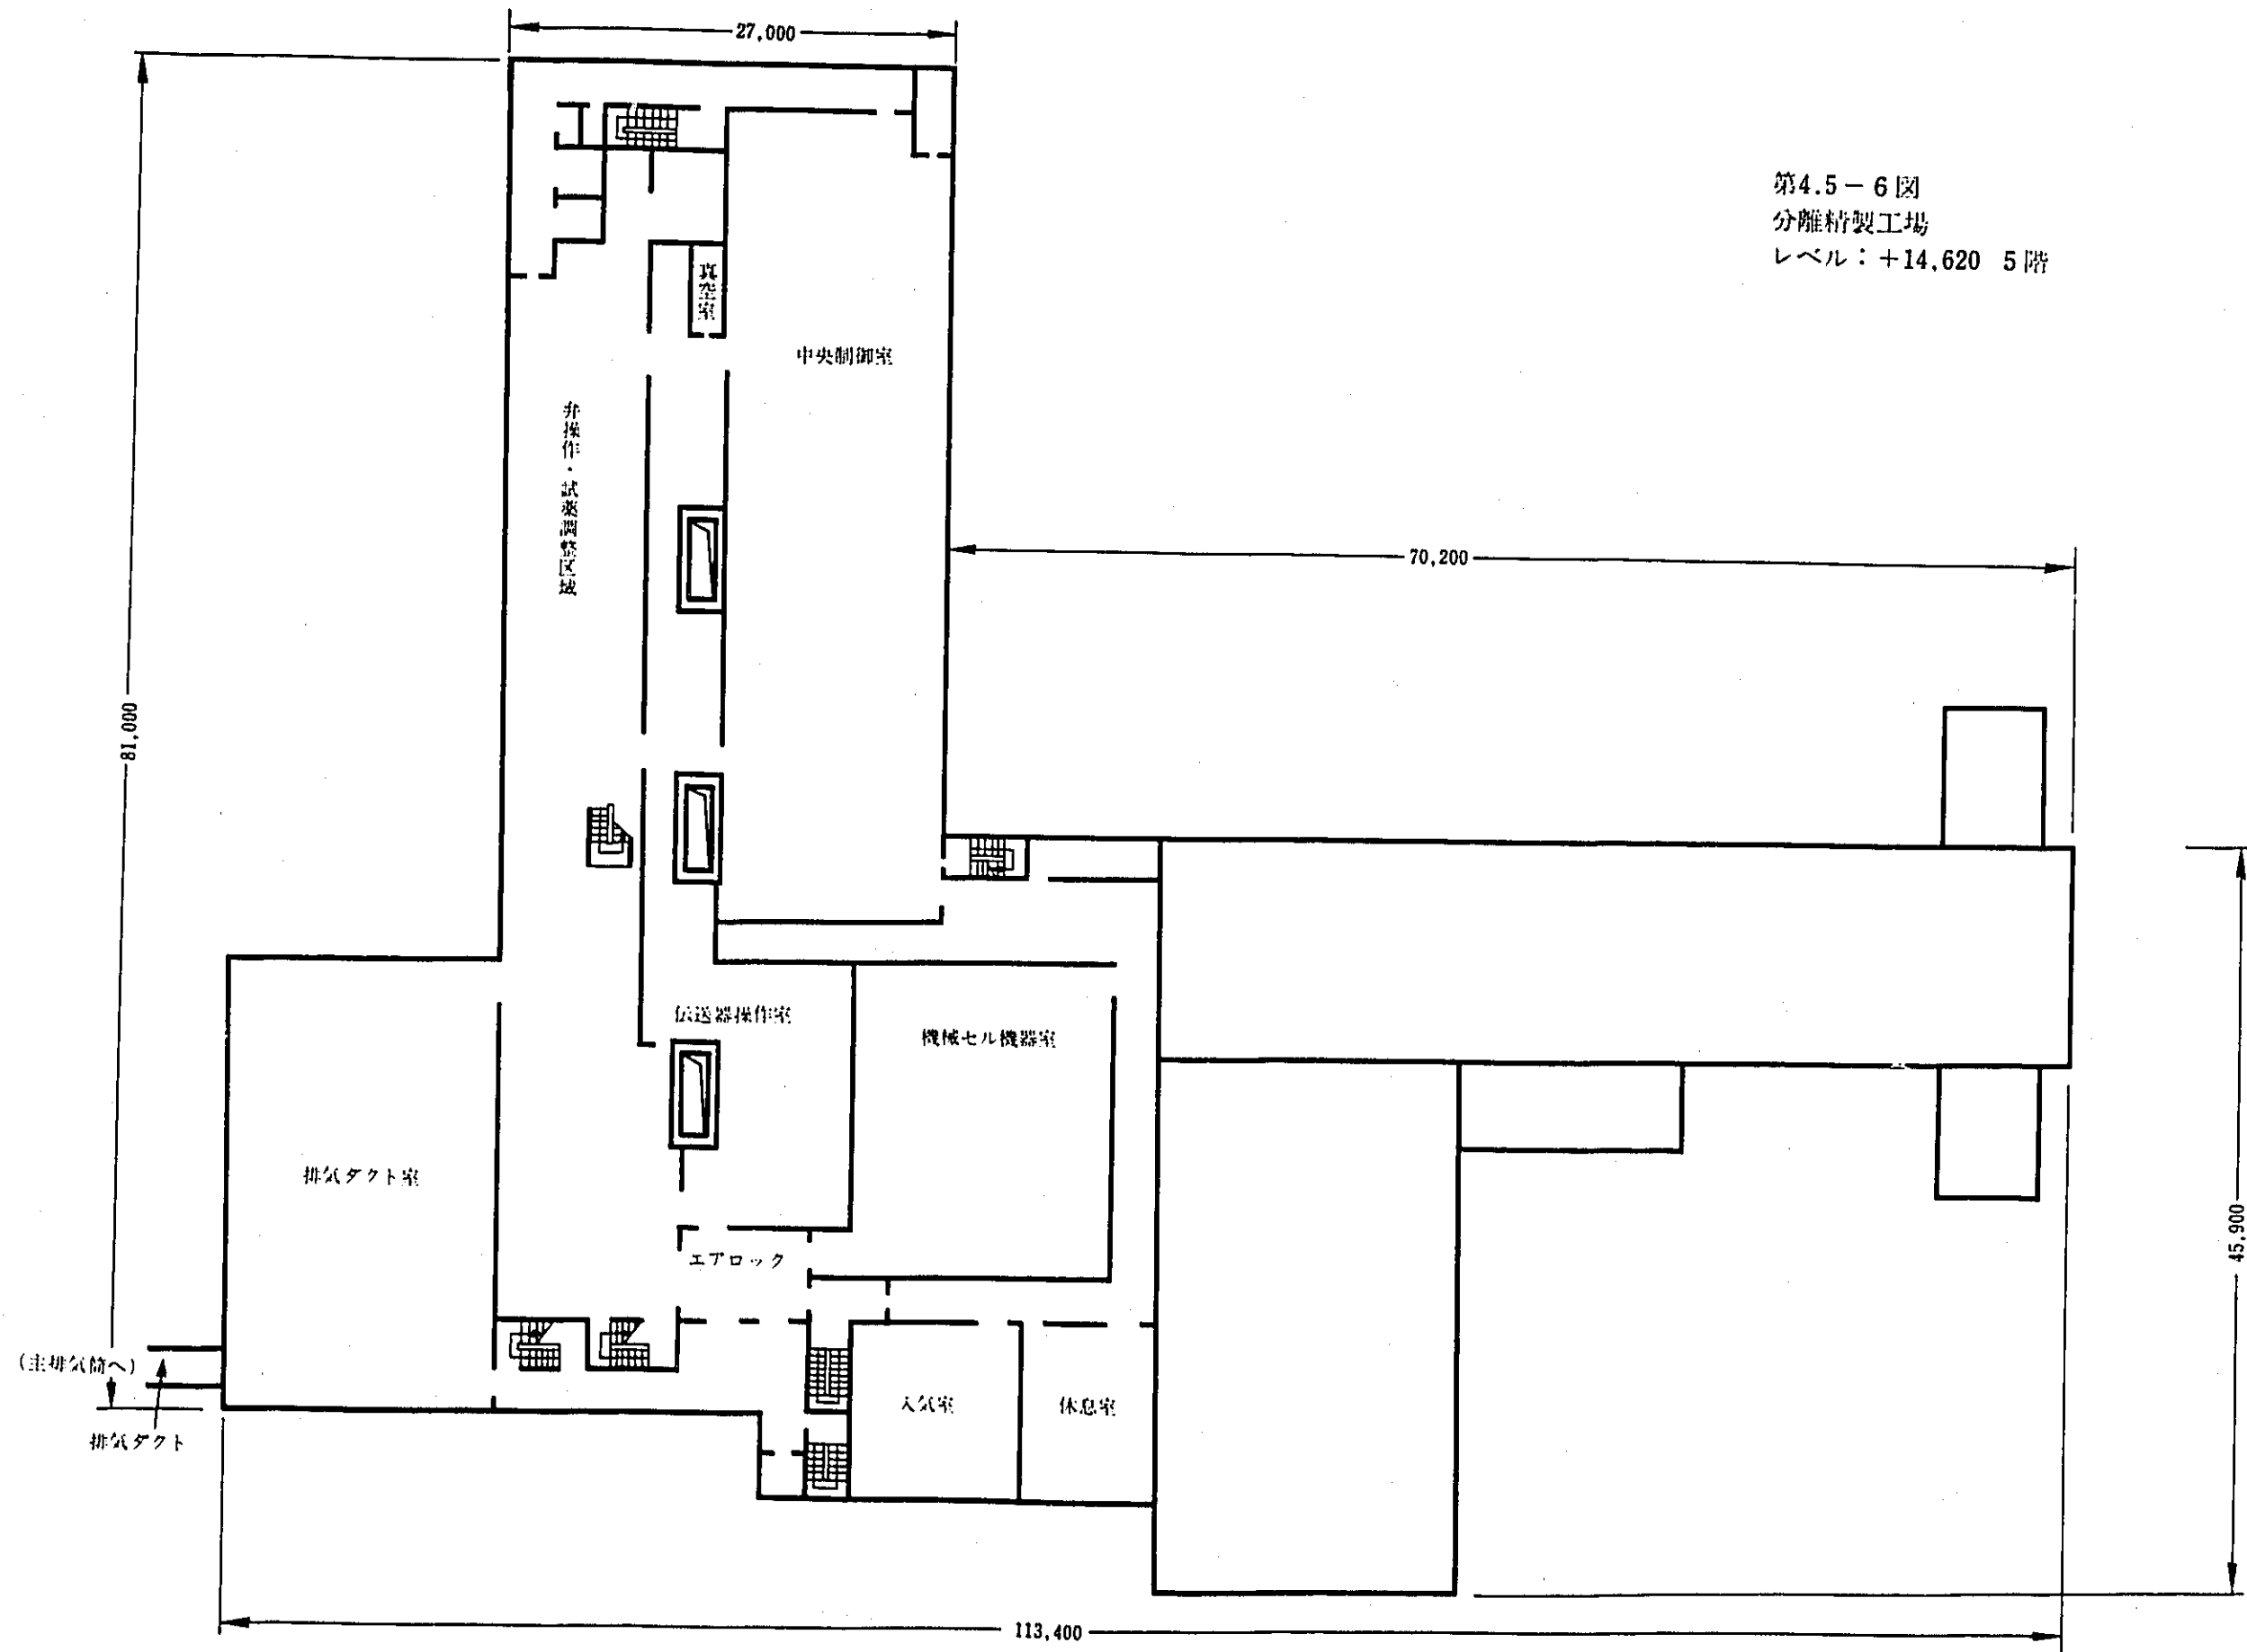 27,000
第4.5－6図
分離精製工場
レベル：＋14,620 5階
真空室
中央制御室
弁操作・試薬調整区域
70,200
81,000
伝送器操作室
機械セル機器室
排気ダクト室
エアロック
45,900
(主排気筒へ)
入気室
休息室
排気ダクト
113,400